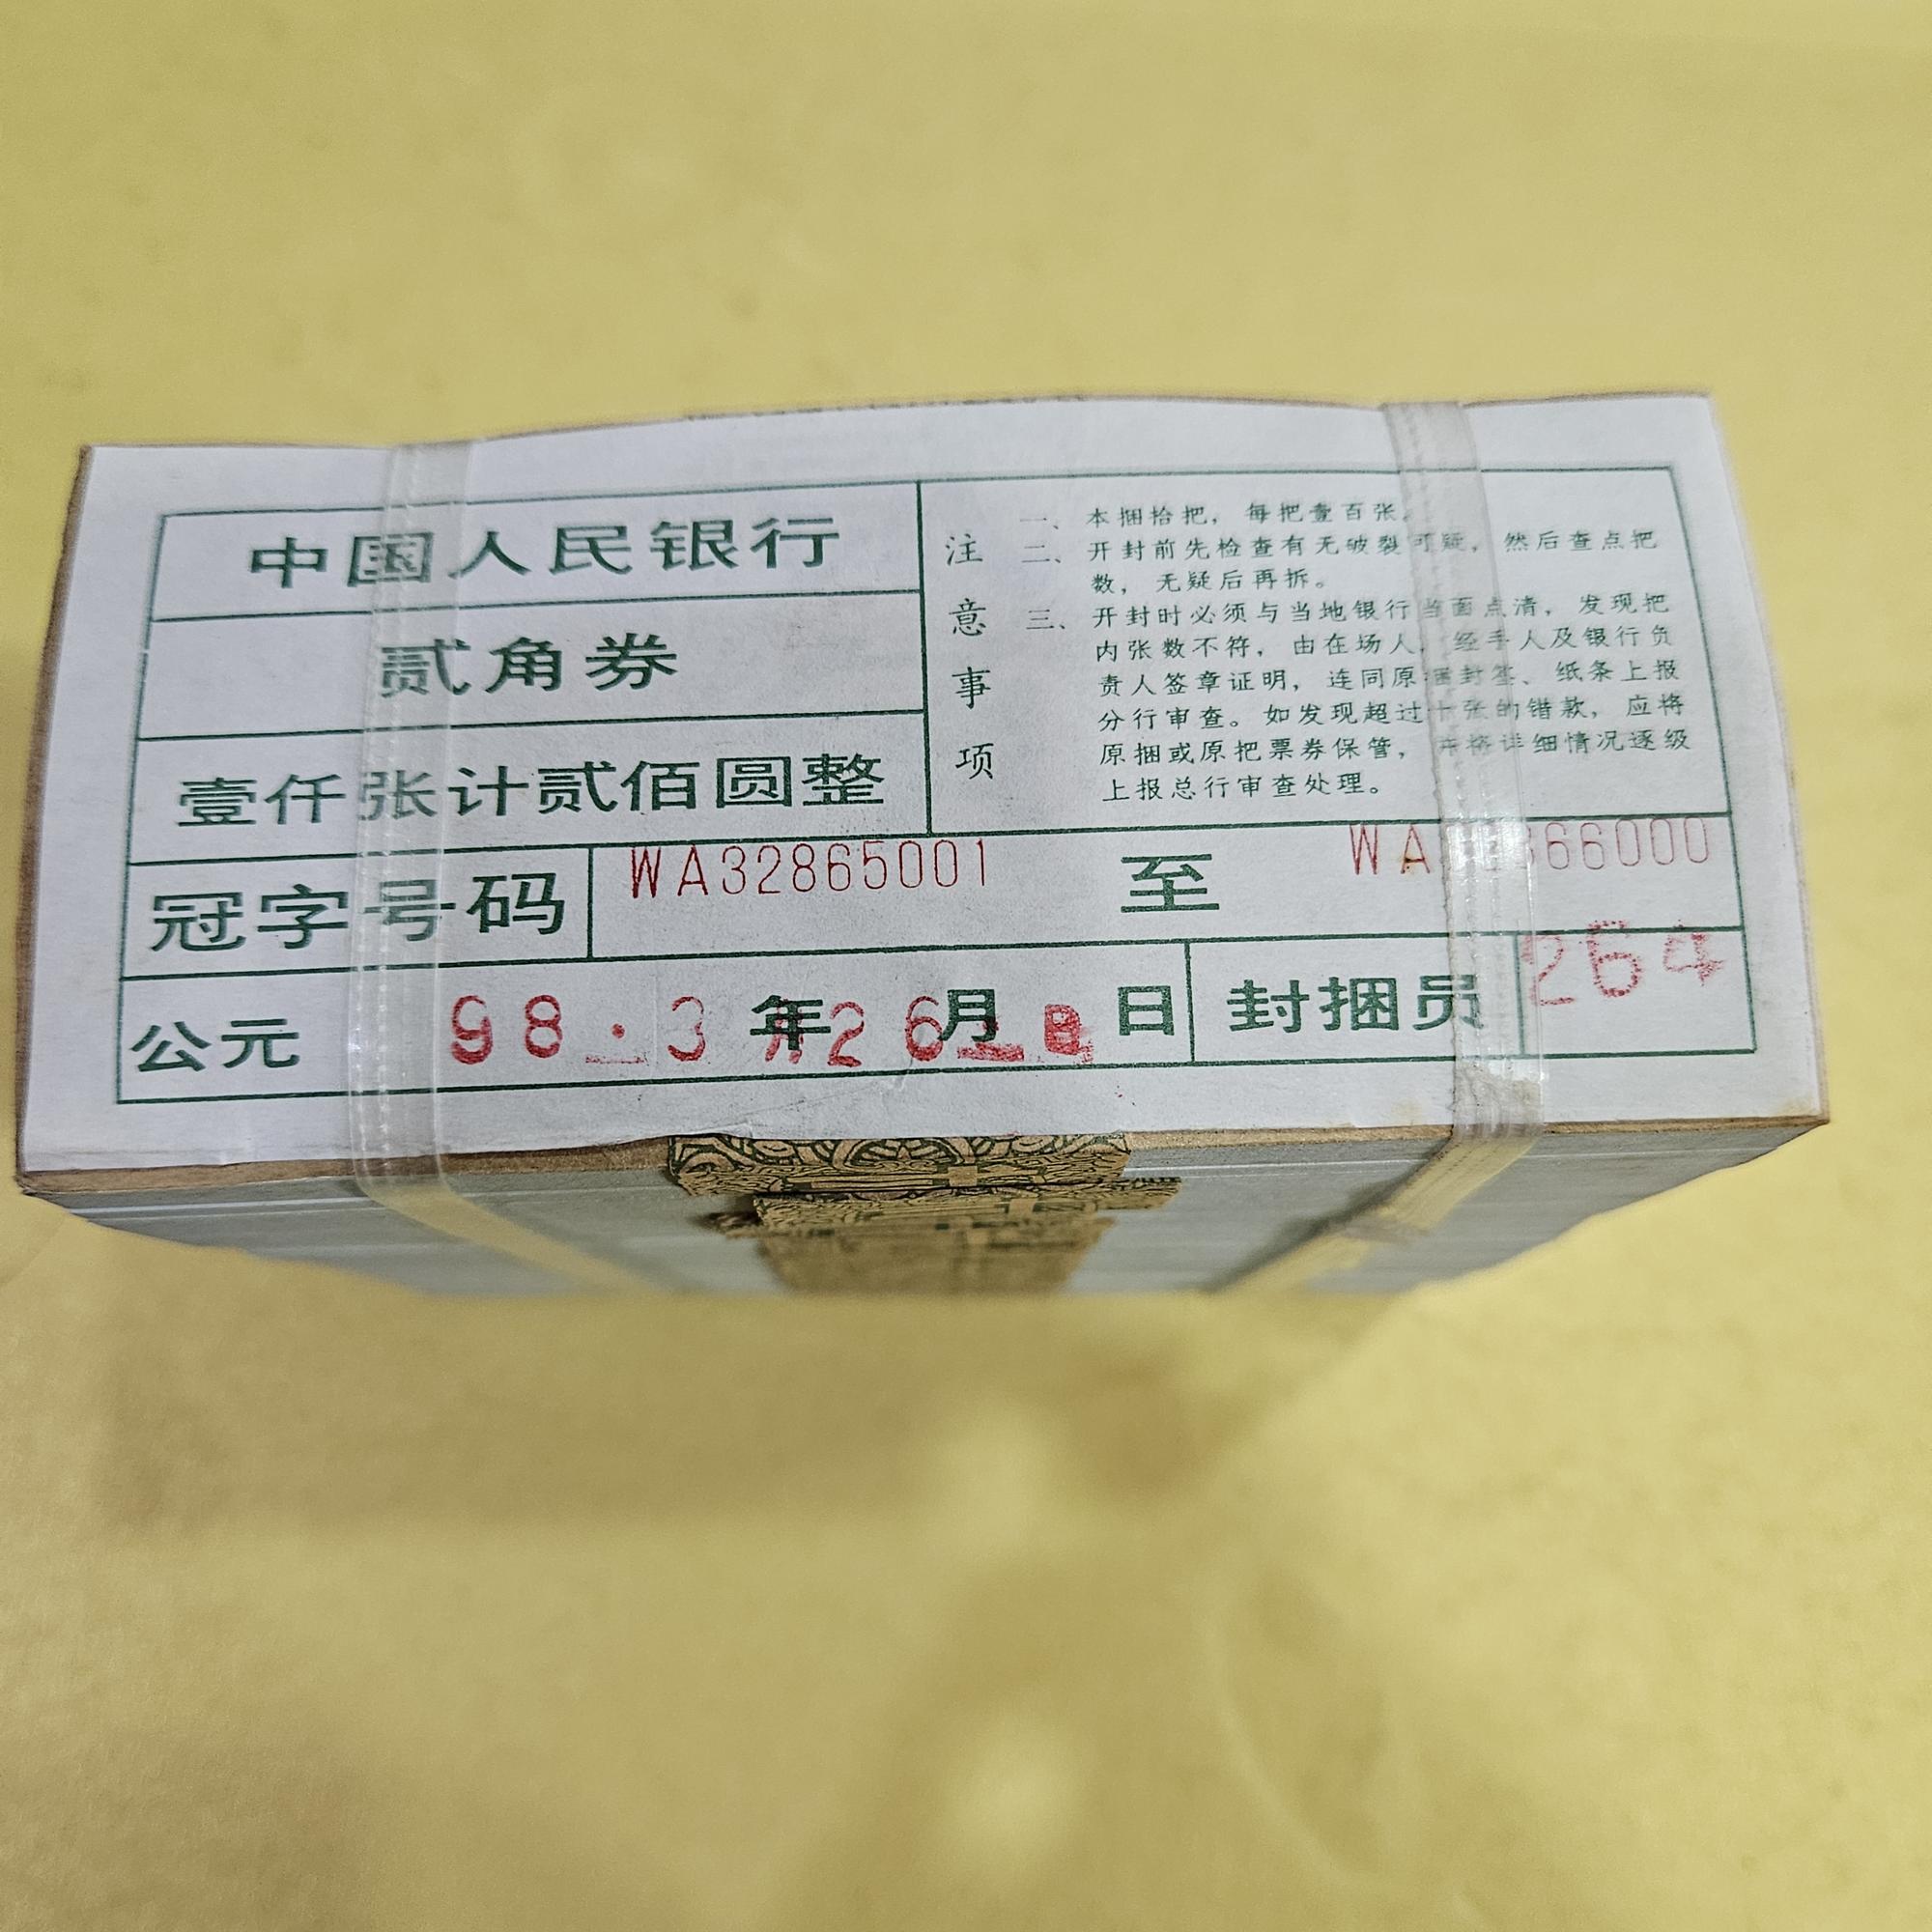 中国人民银行
贰角券
壹仟张计贰佰圆整
注意事项
一、本捆拾把，每把壹百张。
二、开封前先检查有无破裂可疑，然后查点把
数，无疑后再拆。
三、开封时必须与当地银行当面点清，发现把
内张数不符，由在场人、经手人及银行负
责人签章证明，连同原捆封签、纸条上报
分行审查。如发现超过十张的错款，应将
原捆或原把票券保管，并将详细情况逐级
上报总行审查处理。
冠字号码 WA32865001 至 WA 866000
公元 98.3月26日 年 月 日 封捆员 264